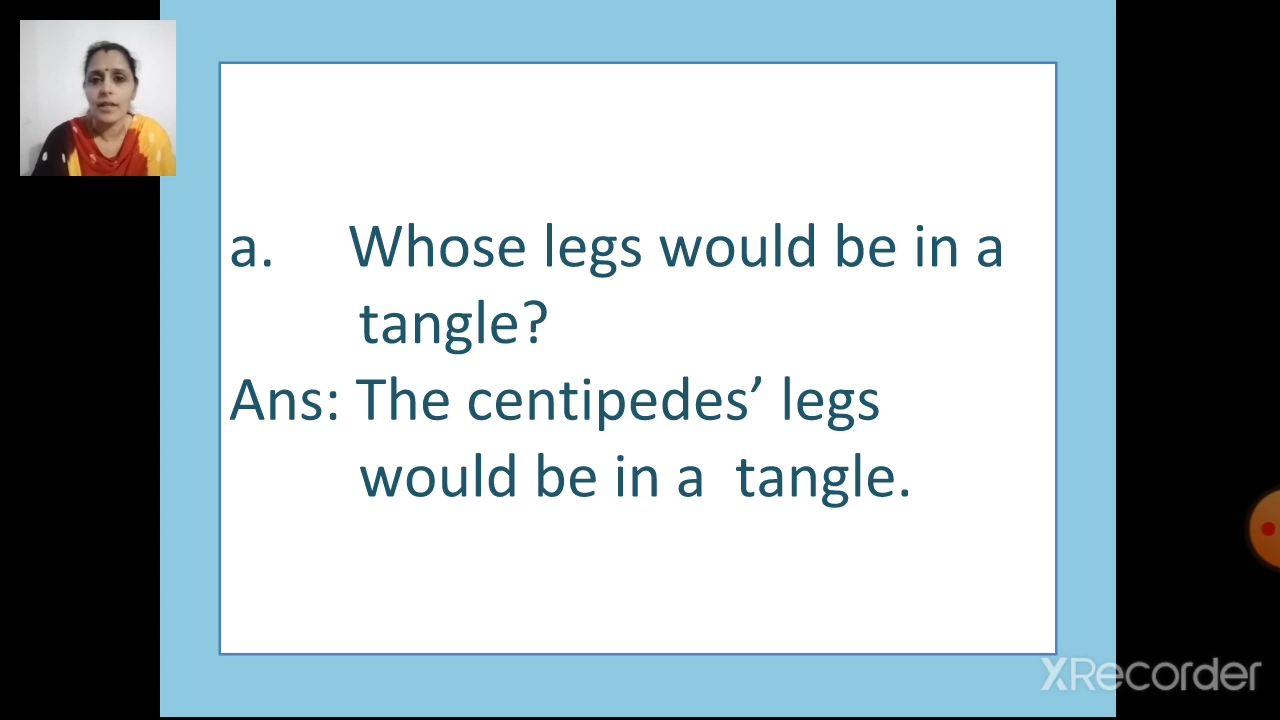 a. Whose legs would be in a
tangle?
Ans: The centipedes’ legs
would be in a tangle.
XRecorder